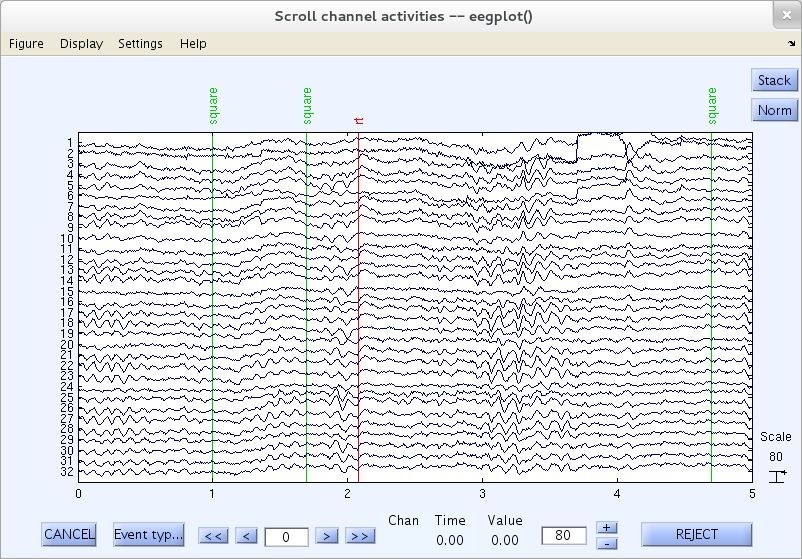 Scroll channel activities -- eegplot()
Figure Display Settings Help
Stack
Norm
square
square
rt
square
1
2
3
4
5
6
7
8
9
10
11
12
13
14
15
16
17
18
19
20
21
22
23
24
25
26
27
28
29
30
31
32
0 1 2 3 4 5
Scale
80
Chan Time Value
0.00 0.00
CANCEL Event typ... << < 0 > >> 80 + - REJECT